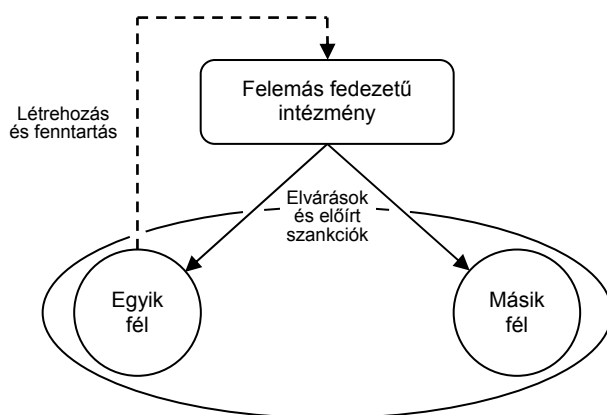 Felemás fedezetű
intézmény
Létrehozás
és fenntartás
Elvárások
és előírt
szankciók
Egyik
fél
Másik
fél